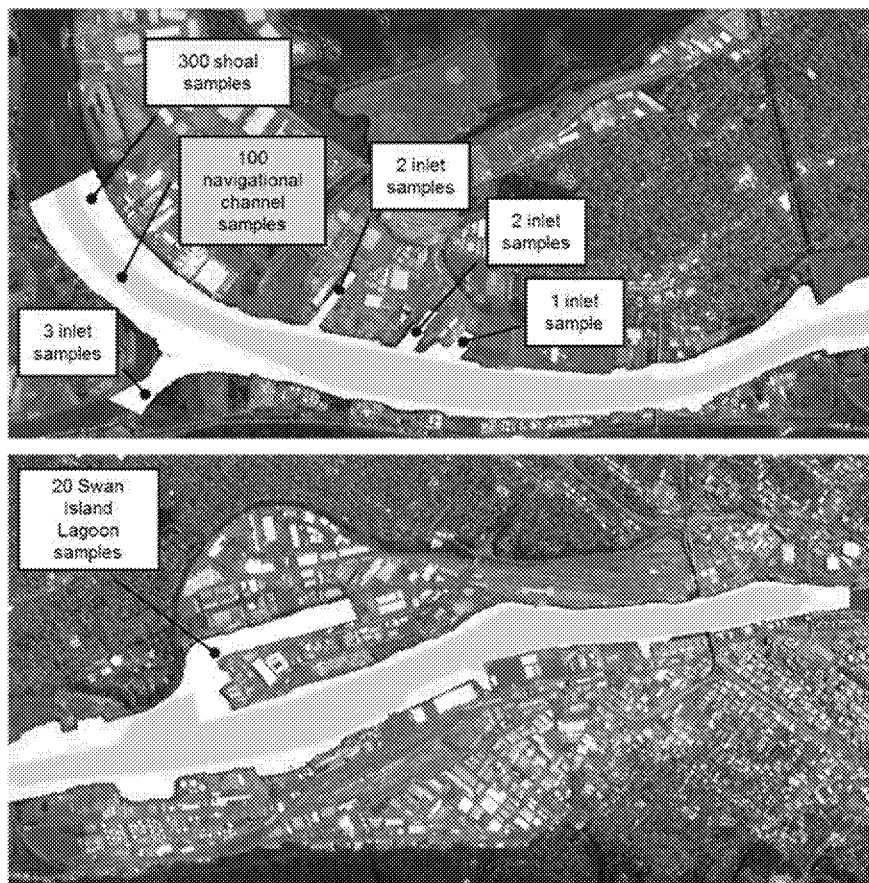 300 shoal
samples
100
navigational
channel
samples
2 inlet
samples
2 inlet
samples
1 inlet
sample
3 inlet
samples
20 Swan
Island
Lagoon
samples